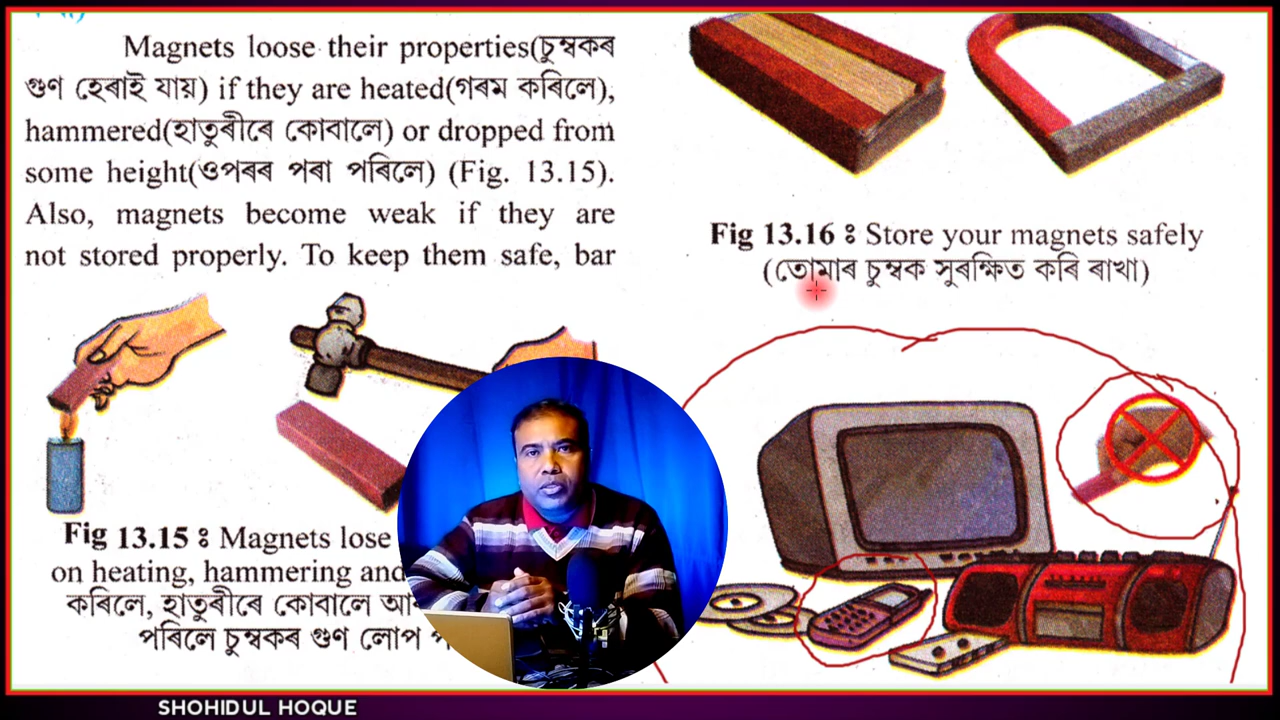 Magnets loose their properties(চুম্বকৰ
গুণ হেৰাই যায়) if they are heated(গৰম কৰিলে),
hammered(হাতুৰীৰে কোবালে) or dropped from
some height(ওপৰৰ পৰা পৰিলে) (Fig. 13.15).
Also, magnets become weak if they are
not stored properly. To keep them safe, bar
Fig 13.15 ঃ Magnets lose
on heating, hammering and
কৰিলে, হাতুৰীৰে কোবালে
পৰিলে চুম্বকৰ গুণ লোপ
Fig 13.16 ঃ Store your magnets safely
(তোমাৰ চুম্বক সুৰক্ষিত কৰি ৰাখা)
SHOHIDUL HOQUE